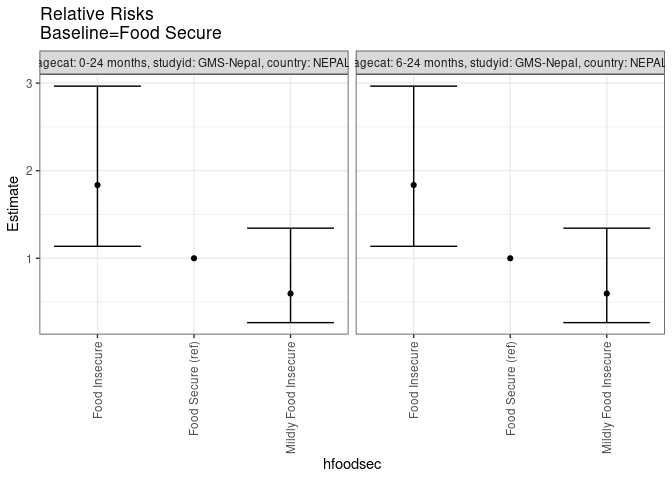 Relative Risks
Baseline=Food Secure
agecat: 0-24 months, studyid: GMS-Nepal, country: NEPAL
agecat: 6-24 months, studyid: GMS-Nepal, country: NEPAL
Estimate
3
2
1
Food Insecure
Food Secure (ref)
Mildly Food Insecure
Food Insecure
Food Secure (ref)
Mildly Food Insecure
hfoodsec